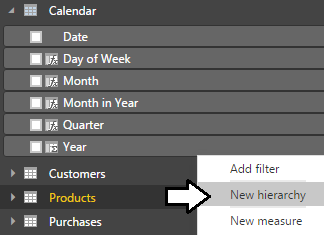 Calendar
Date
Day of Week
Month
Month in Year
Quarter
Year
Customers
Products
Purchases
Add filter
New hierarchy
New measure